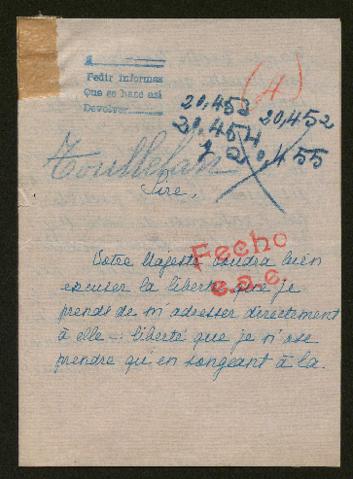 a
Pedir informes
Que se hace así
Devolver
(4)
20,453 20,452
20,454
y 20,455
Toulletan
Sire,
Votre Majesté voudra bien
excuser la liberté que je
prends de m'adresser directement
à elle - liberté que je n'ose
prendre qu'en songeant à la
Fecho
c.a.e.